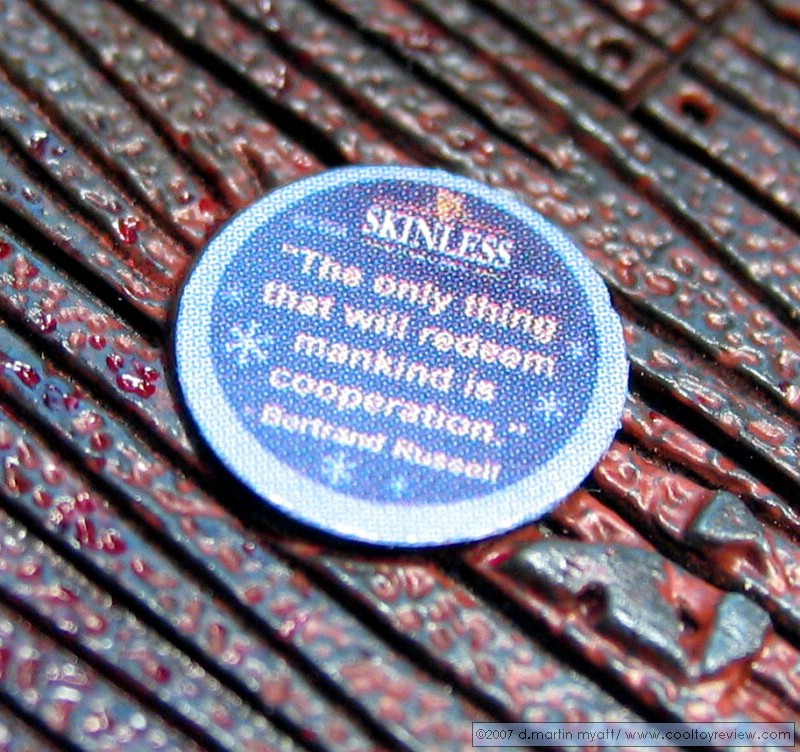 SKINLESS
"The only thing
that will redeem
mankind is
cooperation."
- Bertrand Russell
©2007 d.martin myatt/ www.cooltoyreview.com